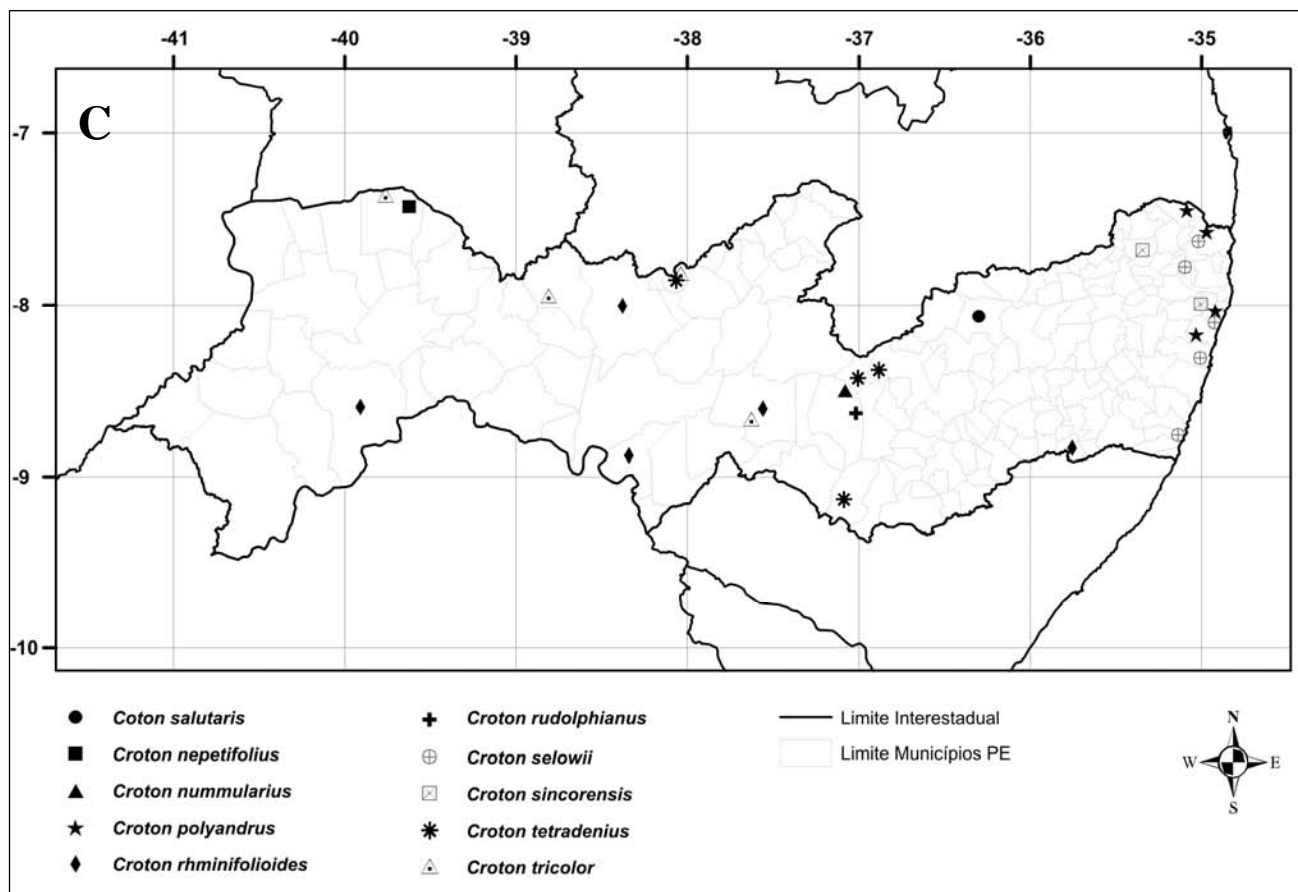 -41 -40 -39 -38 -37 -36 -35
C
-7
-8
-9
-10
Coton salutaris
Croton nepetifolius
Croton nummularius
Croton polyandrus
Croton rhminifolioides
Croton rudolphianus
Croton selowii
Croton sincorensis
Croton tetradenius
Croton tricolor
Limite Interestadual
Limite Municípios PE
N
W E
S